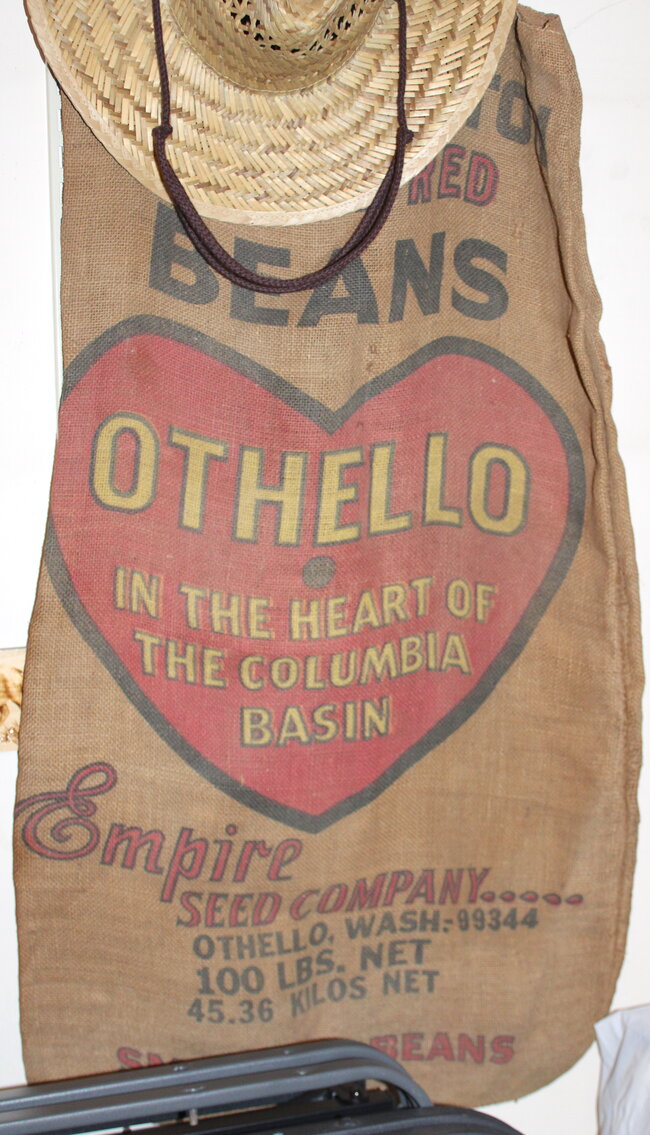 RED
BEANS
OTHELLO
IN THE HEART OF
THE COLUMBIA
BASIN
Empire
SEED COMPANY.....
OTHELLO, WASH.-99344
100 LBS. NET
45.36 KILOS NET
BEANS